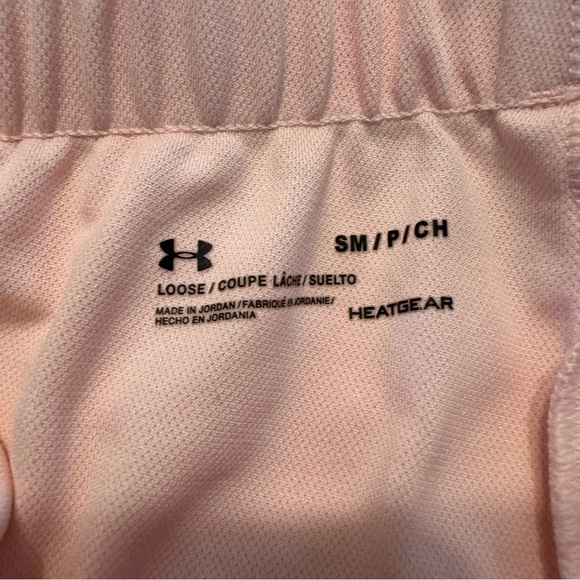 SM/P/CH
LOOSE/COUPE LÂCHE/SUELTO
MADE IN JORDAN/FABRIQUÉ EN JORDANIE/
HECHO EN JORDANIA
HEATGEAR